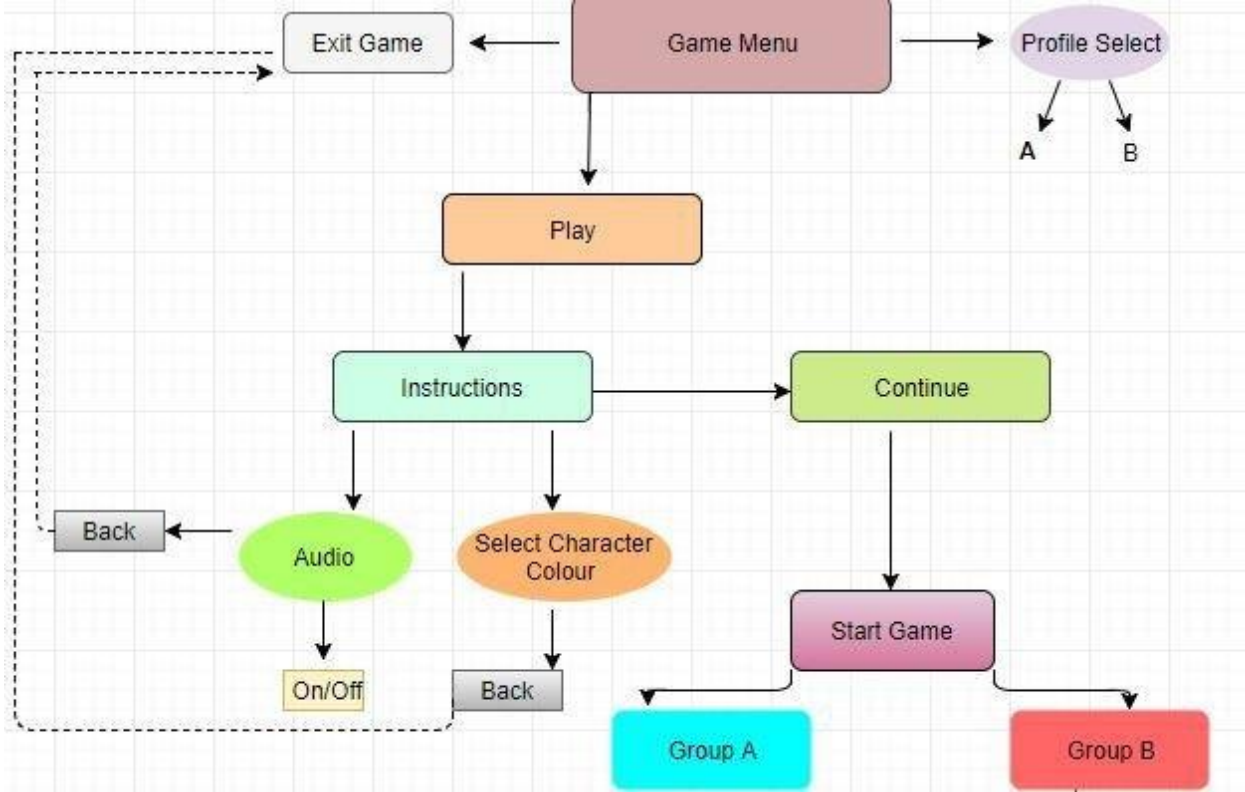 Exit Game
Game Menu
Profile Select
A
B
Play
Instructions
Continue
Back
Audio
Select Character
Colour
Start Game
On/Off
Back
Group A
Group B